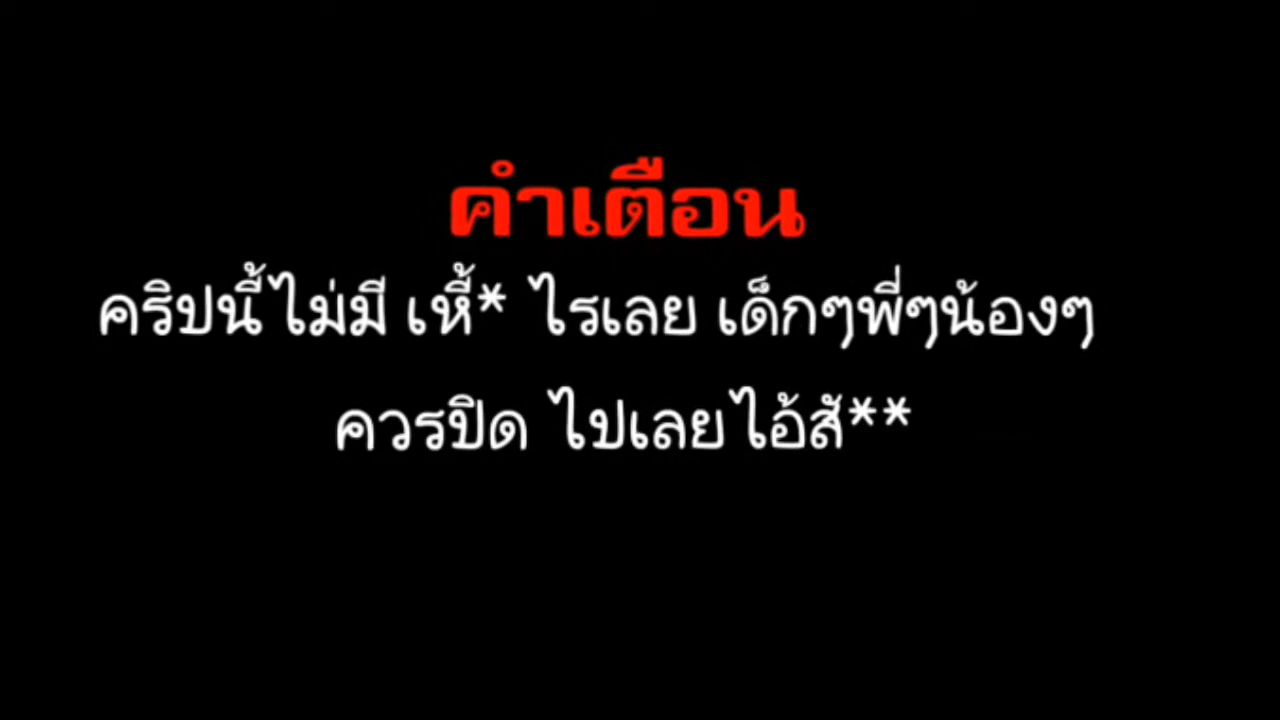 คำเตือน
คริปนี้ไม่มี เหี้* ไรเลย เด็กๆพี่ๆน้องๆ
ควรปิด ไปเลยไอ้สั**